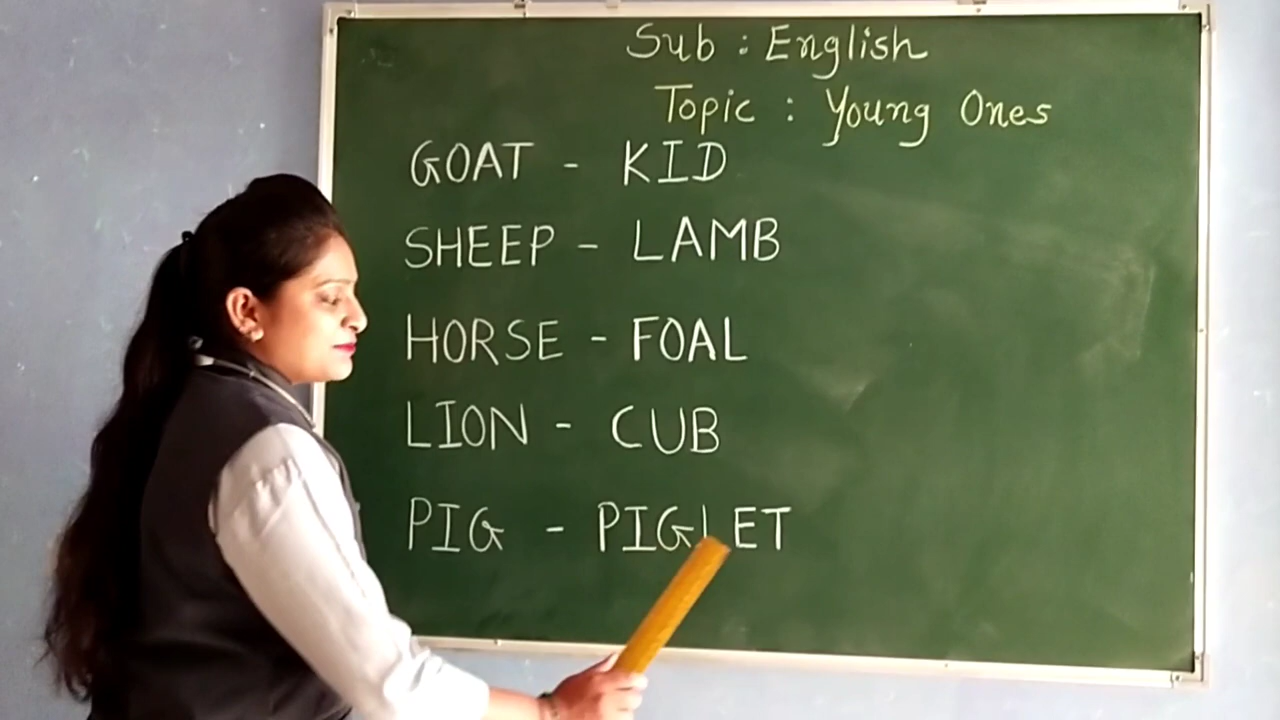 Sub : English
Topic : Young Ones
GOAT - KID
SHEEP - LAMB
HORSE - FOAL
LION - CUB
PIG - PIGLET